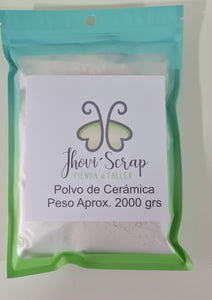 Jhovi'Scrap
TIENDA & TALLER
Polvo de Cerámica
Peso Aprox. 2000 grs